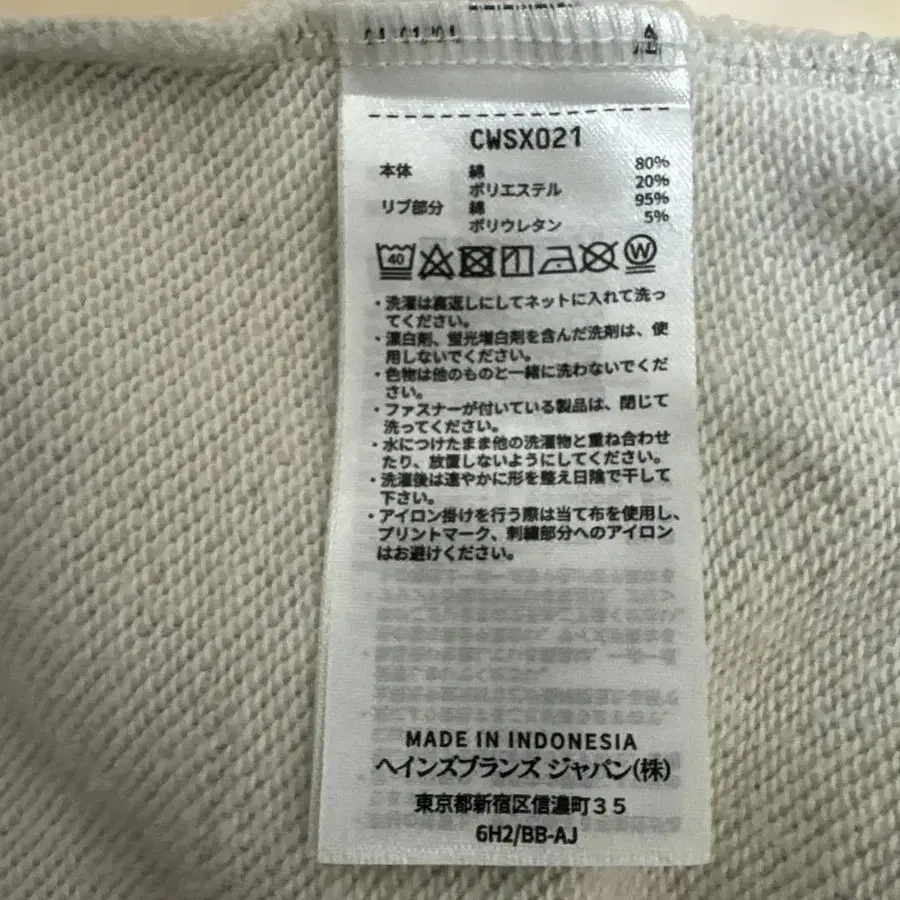 CWSX021
本体 綿 80%
ポリエステル 20%
リブ部分 綿 95%
ポリウレタン 5%
40 W
・洗濯は裏返しにしてネットに入れて洗っ
てください。
・漂白剤、蛍光増白剤を含んだ洗剤は、使
用しないでください。
・色物は他のものと一緒に洗わないでくだ
さい。
・ファスナーが付いている製品は、閉じて
洗ってください。
・水につけたまま他の洗濯物と重ね合わせ
たり、放置しないようにしてください。
・洗濯後は速やかに形を整え日陰で干して
下さい。
・アイロン掛けを行う際は当て布を使用し、
プリントマーク、刺繍部分へのアイロン
はお避けください。
MADE IN INDONESIA
ヘインズブランズ ジャパン(株)
東京都新宿区信濃町35
6H2/BB-AJ